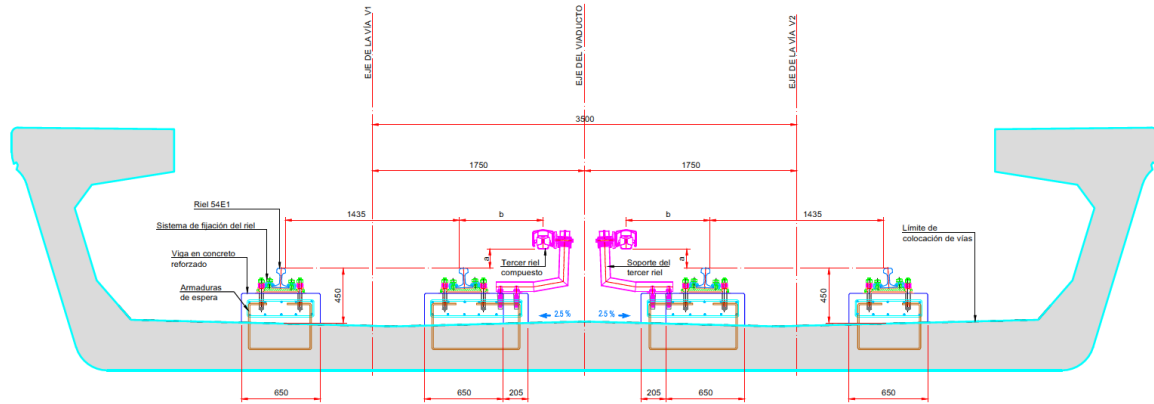 EJE DE LA VÍA V1
EJE DEL VIADUCTO
EJE DE LA VÍA V2
3500
1750
1750
Riel 54E1
1435
b
b
1435
Sistema de fijación del riel
Límite de
colocación de vías
Viga en concreto
reforzado
a
Tercer riel
compuesto
Soporte del
tercer riel
a
Armaduras
de espera
450
450
2.5 %
2.5 %
650
650
205
205
650
650